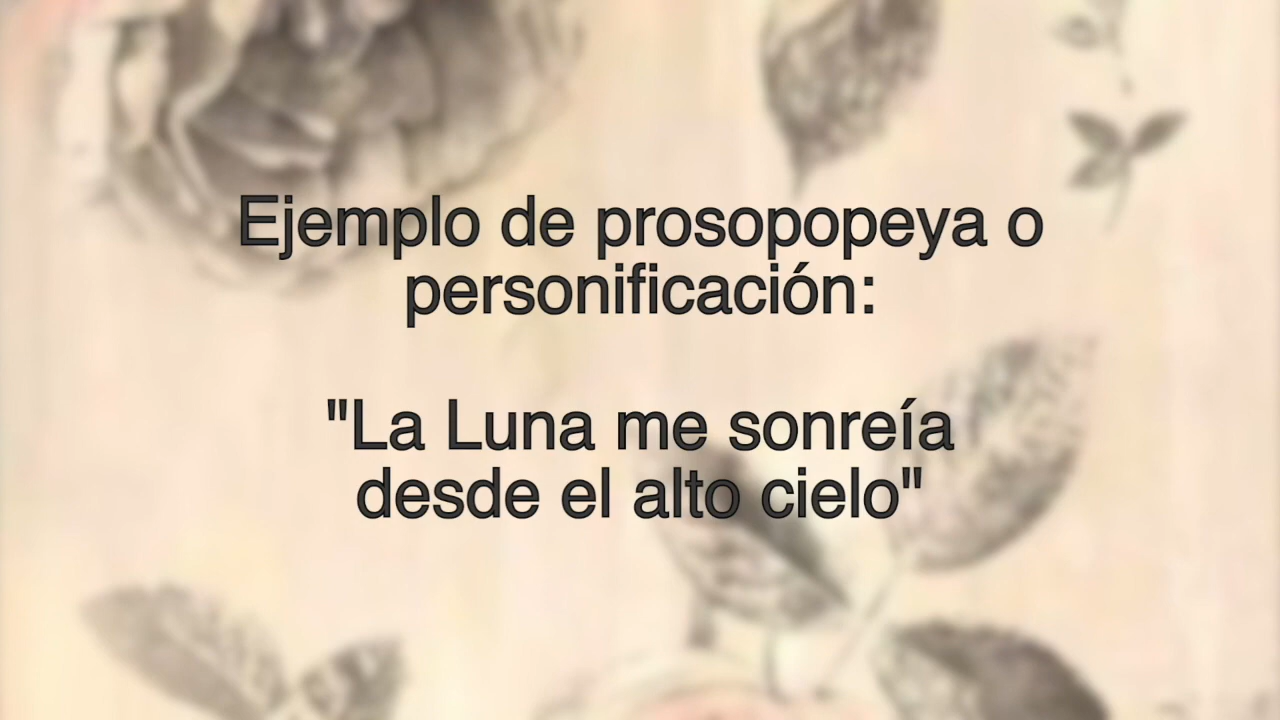 Ejemplo de prosopopeya o
personificación:
"La Luna me sonreía
desde el alto cielo"